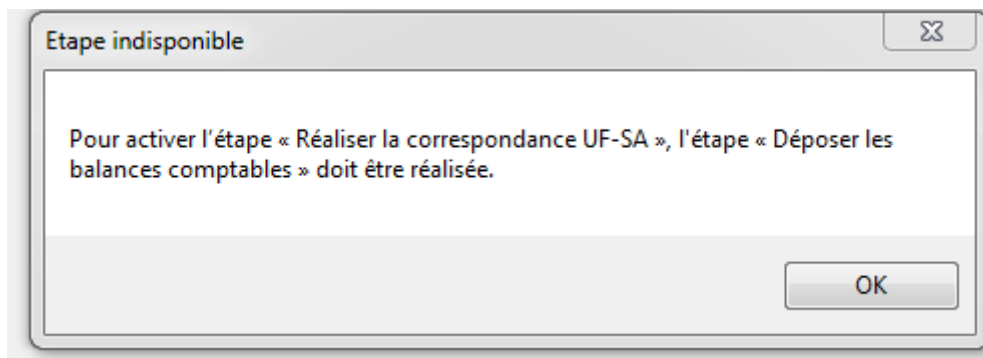 Etape indisponible
Pour activer l'étape « Réaliser la correspondance UF-SA », l'étape « Déposer les
balances comptables » doit être réalisée.
OK